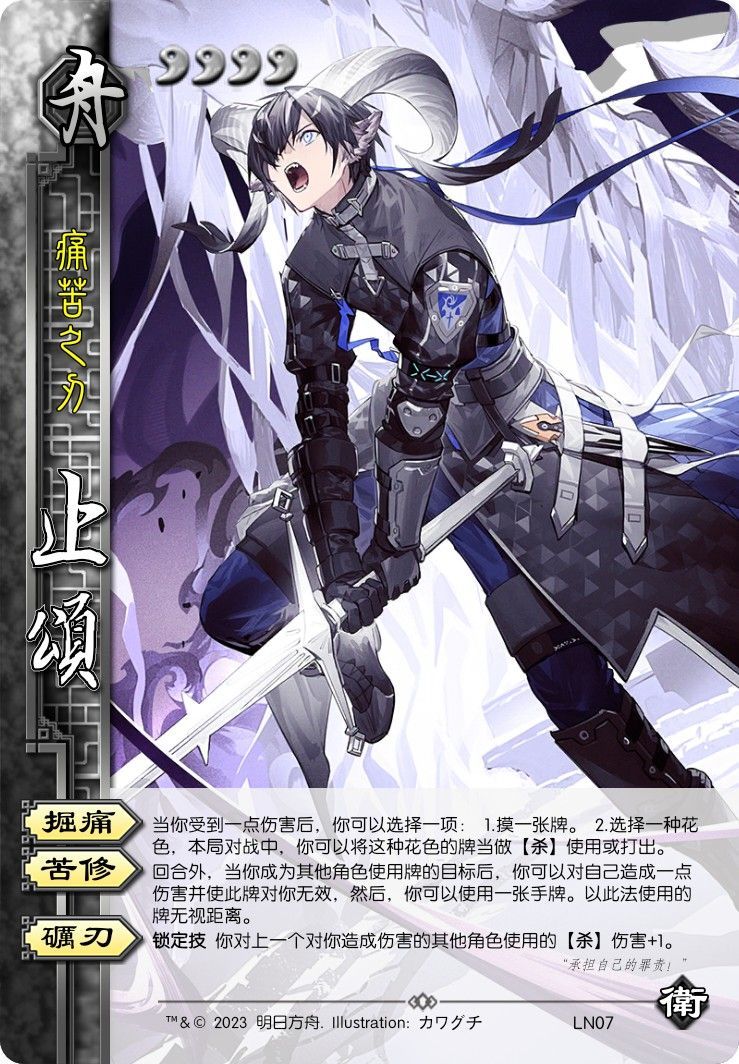 舟
痛苦之刃
止頌
掘痛
当你受到一点伤害后，你可以选择一项： 1.摸一张牌。 2.选择一种花
色，本局对战中，你可以将这种花色的牌当做【杀】使用或打出。
苦修
回合外，当你成为其他角色使用牌的目标后，你可以对自己造成一点
伤害并使此牌对你无效，然后，你可以使用一张手牌。以此法使用的
牌无视距离。
礪刃
锁定技 你对上一个对你造成伤害的其他角色使用的【杀】伤害+1。
“承担自己的罪责！”
™&© 2023 明日方舟. Illustration: カワグチ LN07
衛